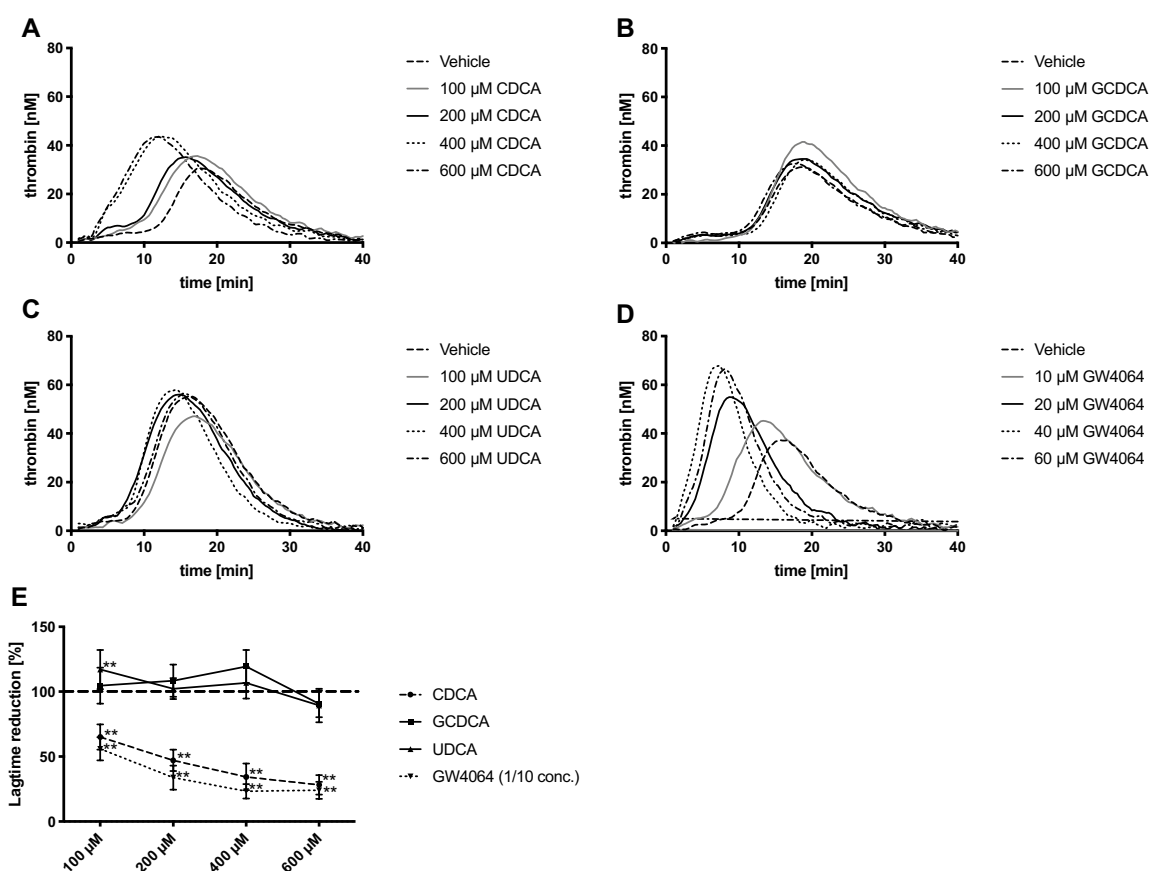 A
thrombin [nM]
80
60
40
20
0
0 10 20 30 40
time [min]
Vehicle
100 µM CDCA
200 µM CDCA
400 µM CDCA
600 µM CDCA
B
thrombin [nM]
80
60
40
20
0
0 10 20 30 40
time [min]
Vehicle
100 µM GCDCA
200 µM GCDCA
400 µM GCDCA
600 µM GCDCA
C
thrombin [nM]
80
60
40
20
0
0 10 20 30 40
time [min]
Vehicle
100 µM UDCA
200 µM UDCA
400 µM UDCA
600 µM UDCA
D
thrombin [nM]
80
60
40
20
0
0 10 20 30 40
time [min]
Vehicle
10 µM GW4064
20 µM GW4064
40 µM GW4064
60 µM GW4064
E
Lagtime reduction [%]
150
100
50
0
**
**
**
**
**
**
**
**
**
100 µM 200 µM 400 µM 600 µM
CDCA
GCDCA
UDCA
GW4064 (1/10 conc.)